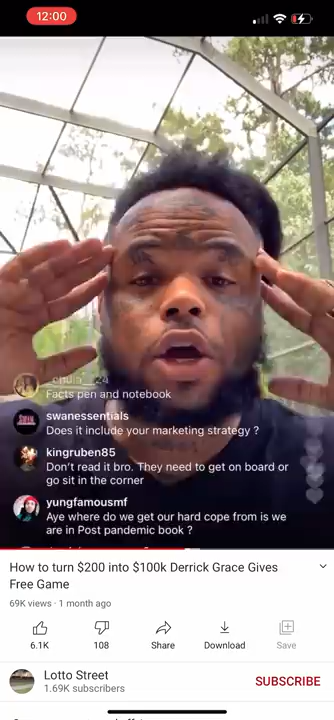 12:00
chula__24
Facts pen and notebook
swanessentials
Does it include your marketing strategy ?
kingruben85
Don't read it bro. They need to get on board or
go sit in the corner
yungfamousmf
Aye where do we get our hard cope from is we
are in Post pandemic book ?
How to turn $200 into $100k Derrick Grace Gives
Free Game
69K views · 1 month ago
6.1K
108
Share
Download
Save
Lotto Street
1.69K subscribers
SUBSCRIBE